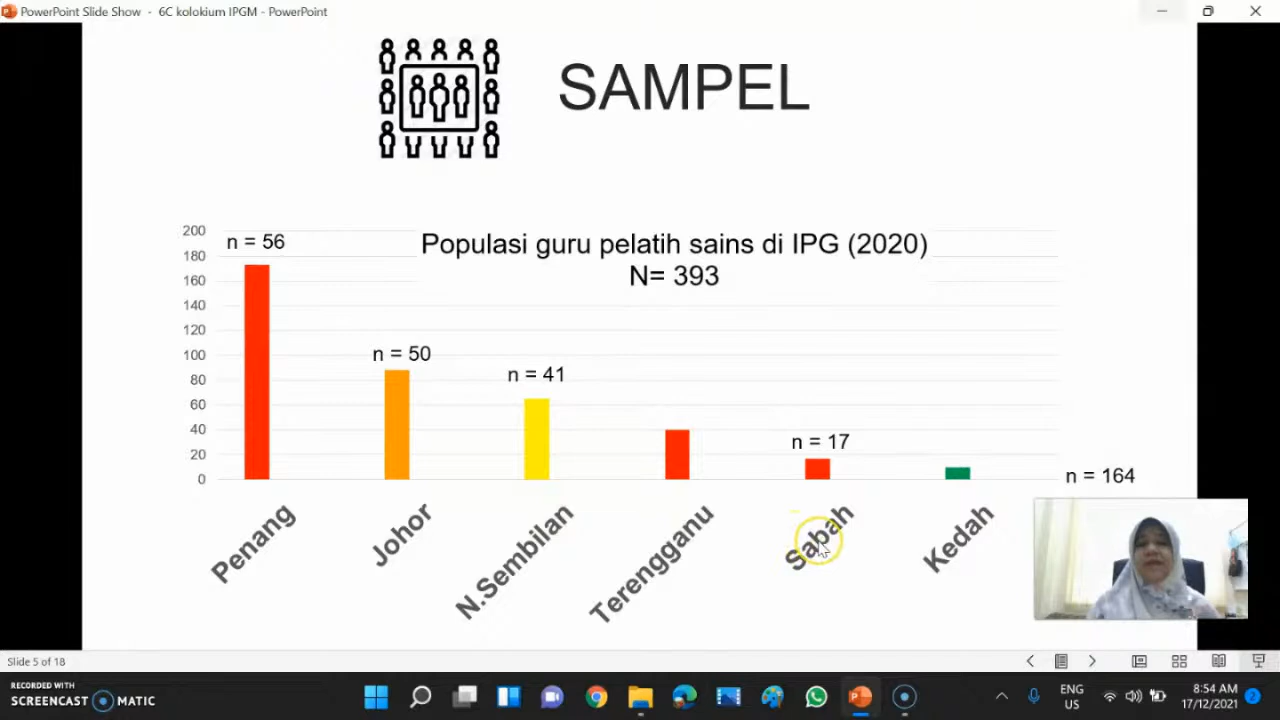 PowerPoint Slide Show - 6C kolokium IPGM - PowerPoint
SAMPEL
Populasi guru pelatih sains di IPG (2020)
N= 393
200
180
160
140
120
100
80
60
40
20
0
n = 56
n = 50
n = 41
n = 17
n = 164
Penang
Johor
N.Sembilan
Terengganu
Sabah
Kedah
Slide 5 of 18
RECORDED WITH
SCREENCAST MATIC
ENG
US
8:54 AM
17/12/2021
2